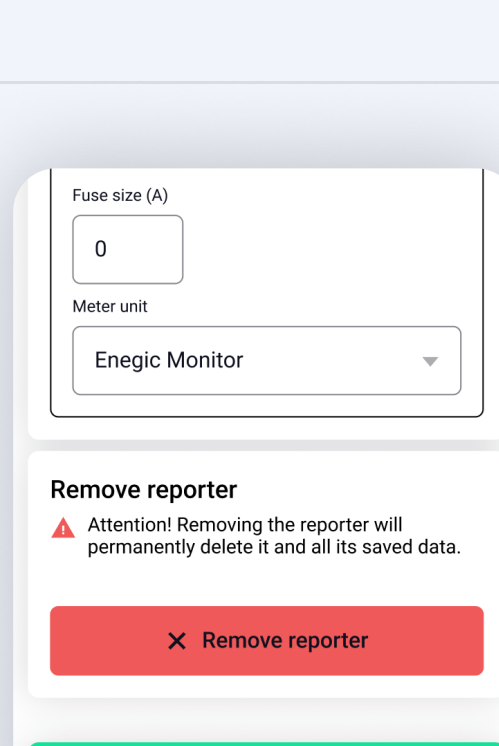 Fuse size (A)
0
Meter unit
Enegic Monitor
Remove reporter
Attention! Removing the reporter will
permanently delete it and all its saved data.
Remove reporter